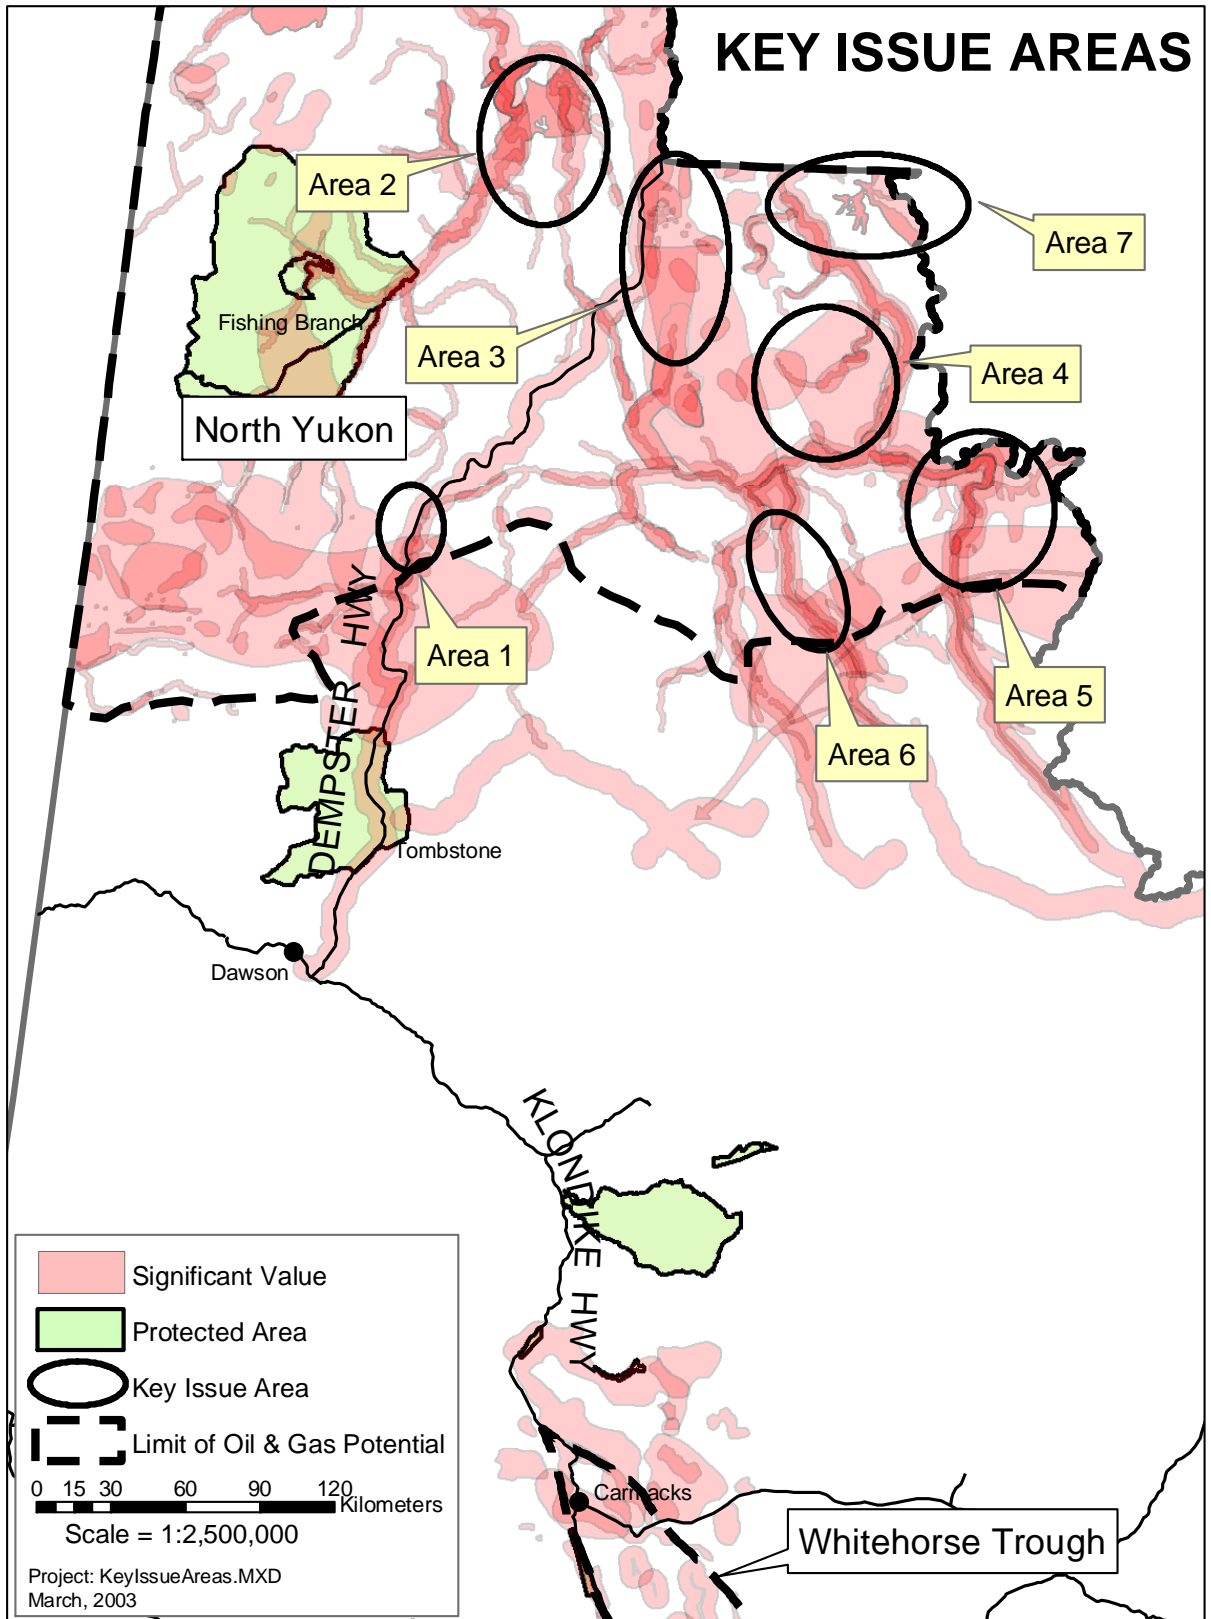 KEY ISSUE AREAS
Area 2
Area 7
Fishing Branch
Area 3
Area 4
North Yukon
Area 1
Area 5
Area 6
DEMPSTER HWY
Tombstone
Dawson
KLONDIKE HWY
Significant Value
Protected Area
Key Issue Area
Limit of Oil & Gas Potential
0 15 30 60 90 120
Kilometers
Scale = 1:2,500,000
Project: KeyIssueAreas.MXD
March, 2003
Carmacks
Whitehorse Trough